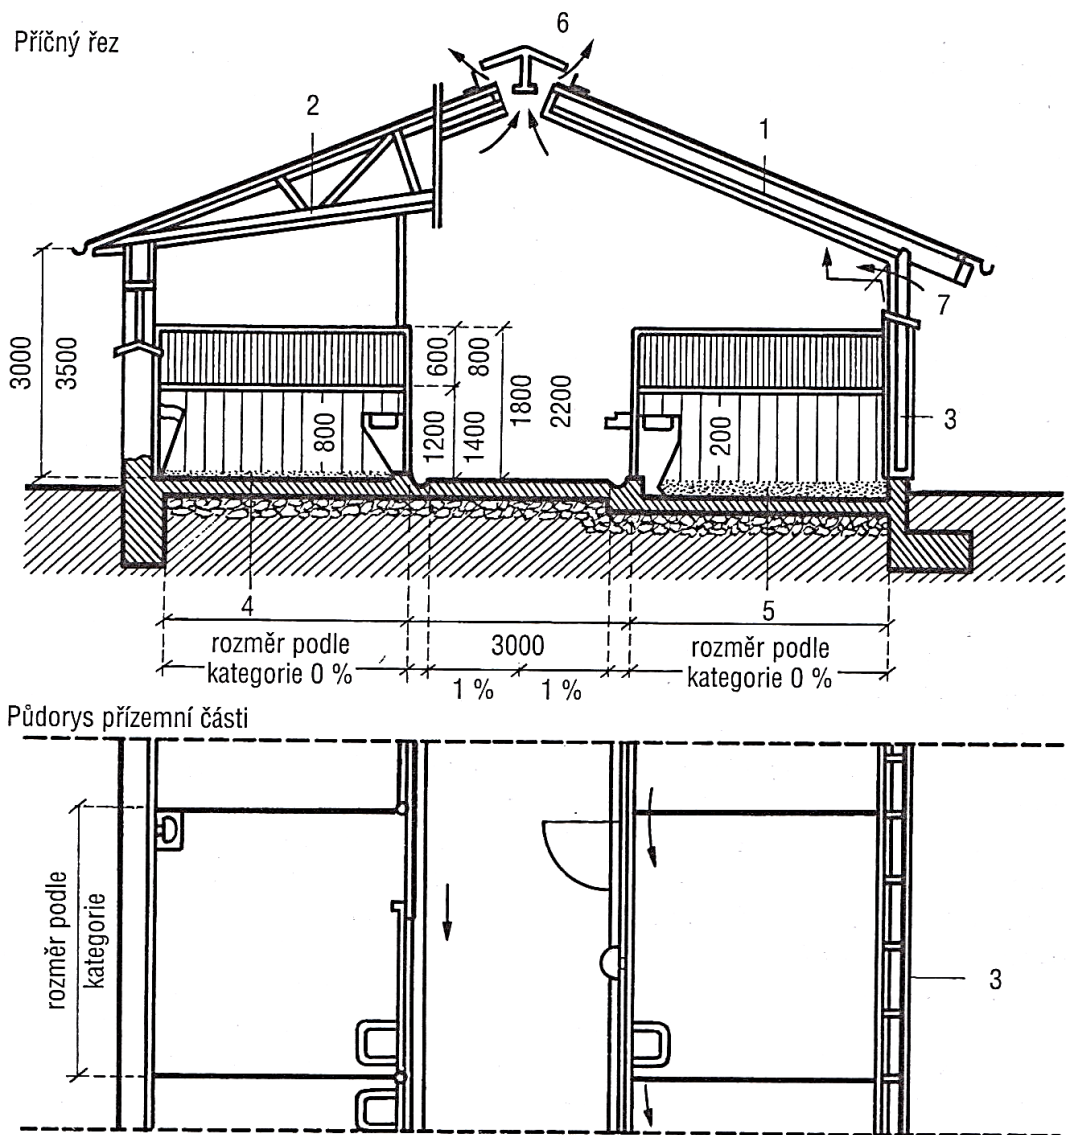 Příčný řez
6
2
1
7
3000
3500
600
800
1200
1400
1800
2200
800
200
3
4
5
rozměr podle
kategorie 0 %
3000
1 %
1 %
rozměr podle
kategorie 0 %
Půdorys přízemní části
rozměr podle
kategorie
3